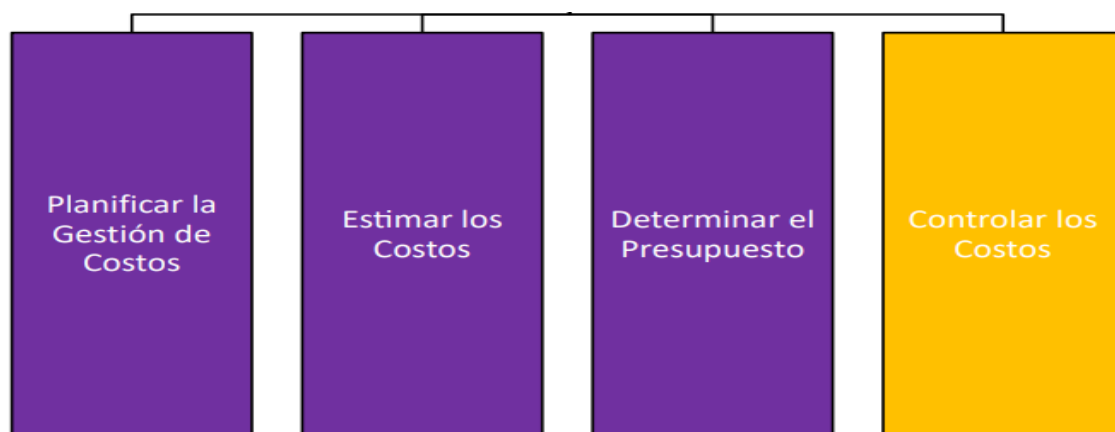 Planificar la
Gestión de
Costos
Estimar los
Costos
Determinar el
Presupuesto
Controlar los
Costos